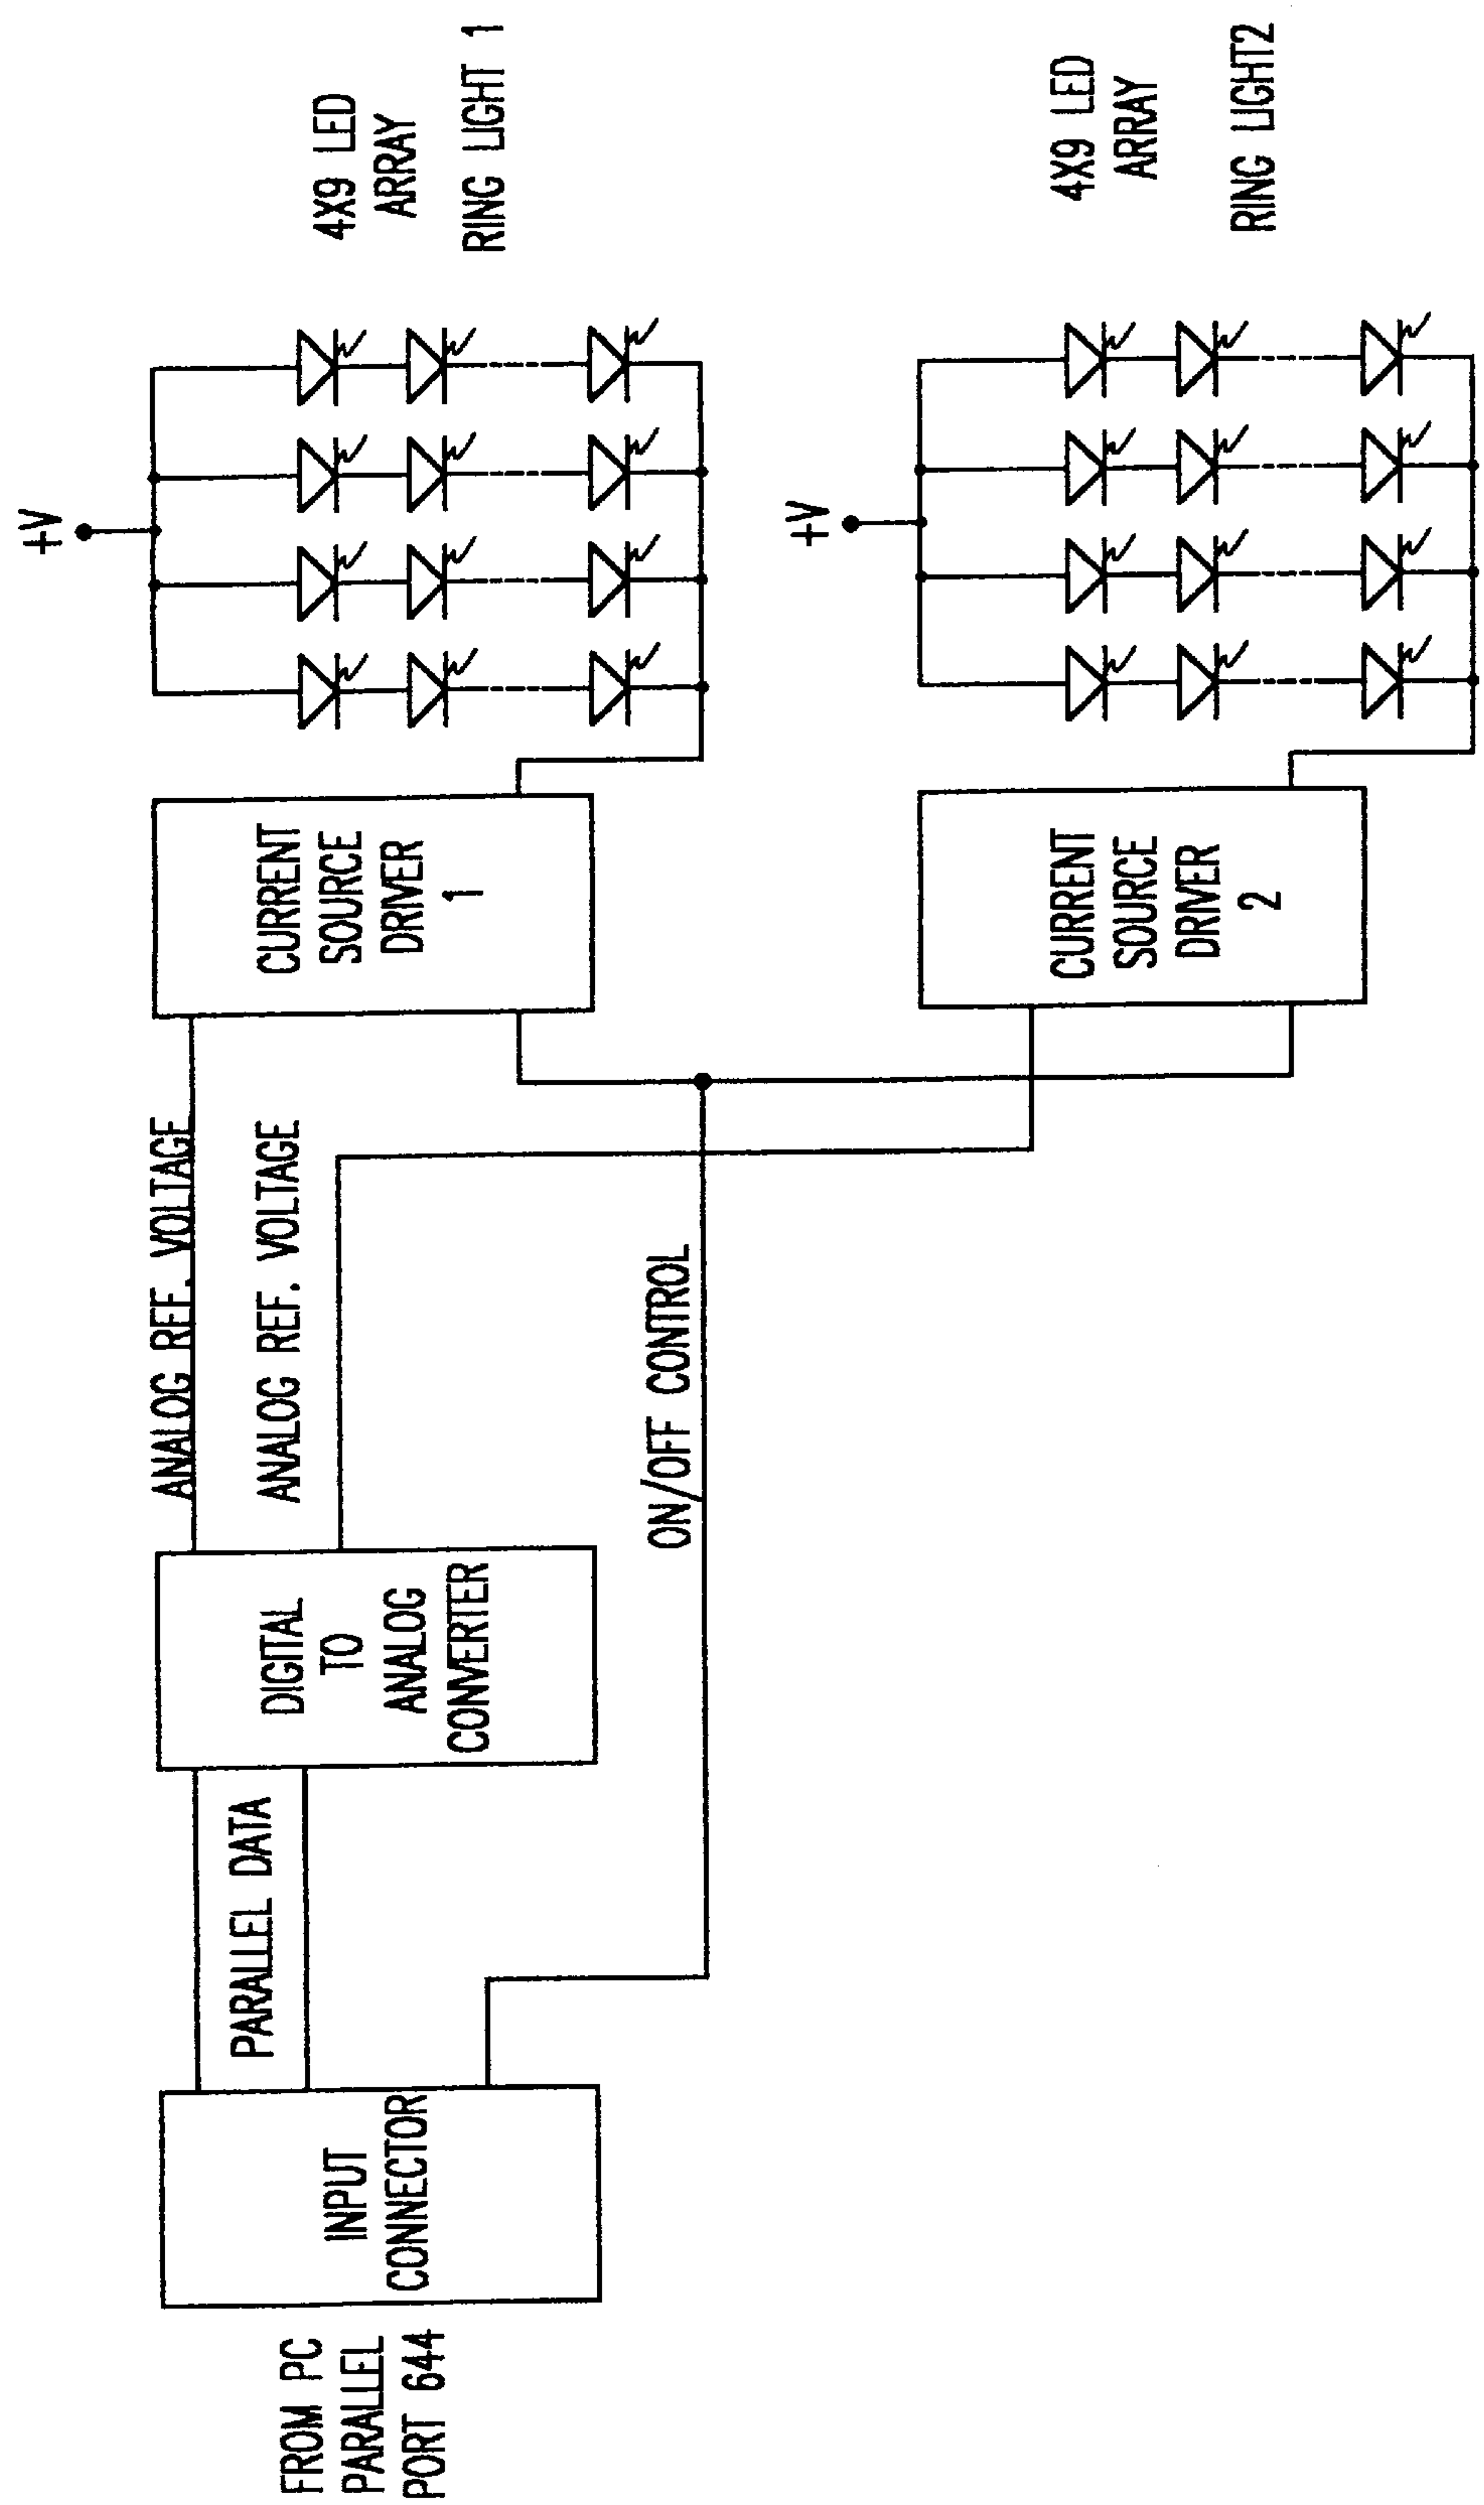 FROM PC
PARALLEL
PORT 644
INPUT
CONNECTOR
PARALLEL DATA
DIGITAL
TO
ANALOG
CONVERTER
ANALOG REF. VOLTAGE
ANALOG REF. VOLTAGE
ON/OFF CONTROL
CURRENT
SOURCE
DRIVER
1
+V
4X9 LED
ARRAY
RING LIGHT 1
CURRENT
SOURCE
DRIVER
2
+V
4X9 LED
ARRAY
RING LIGHT2